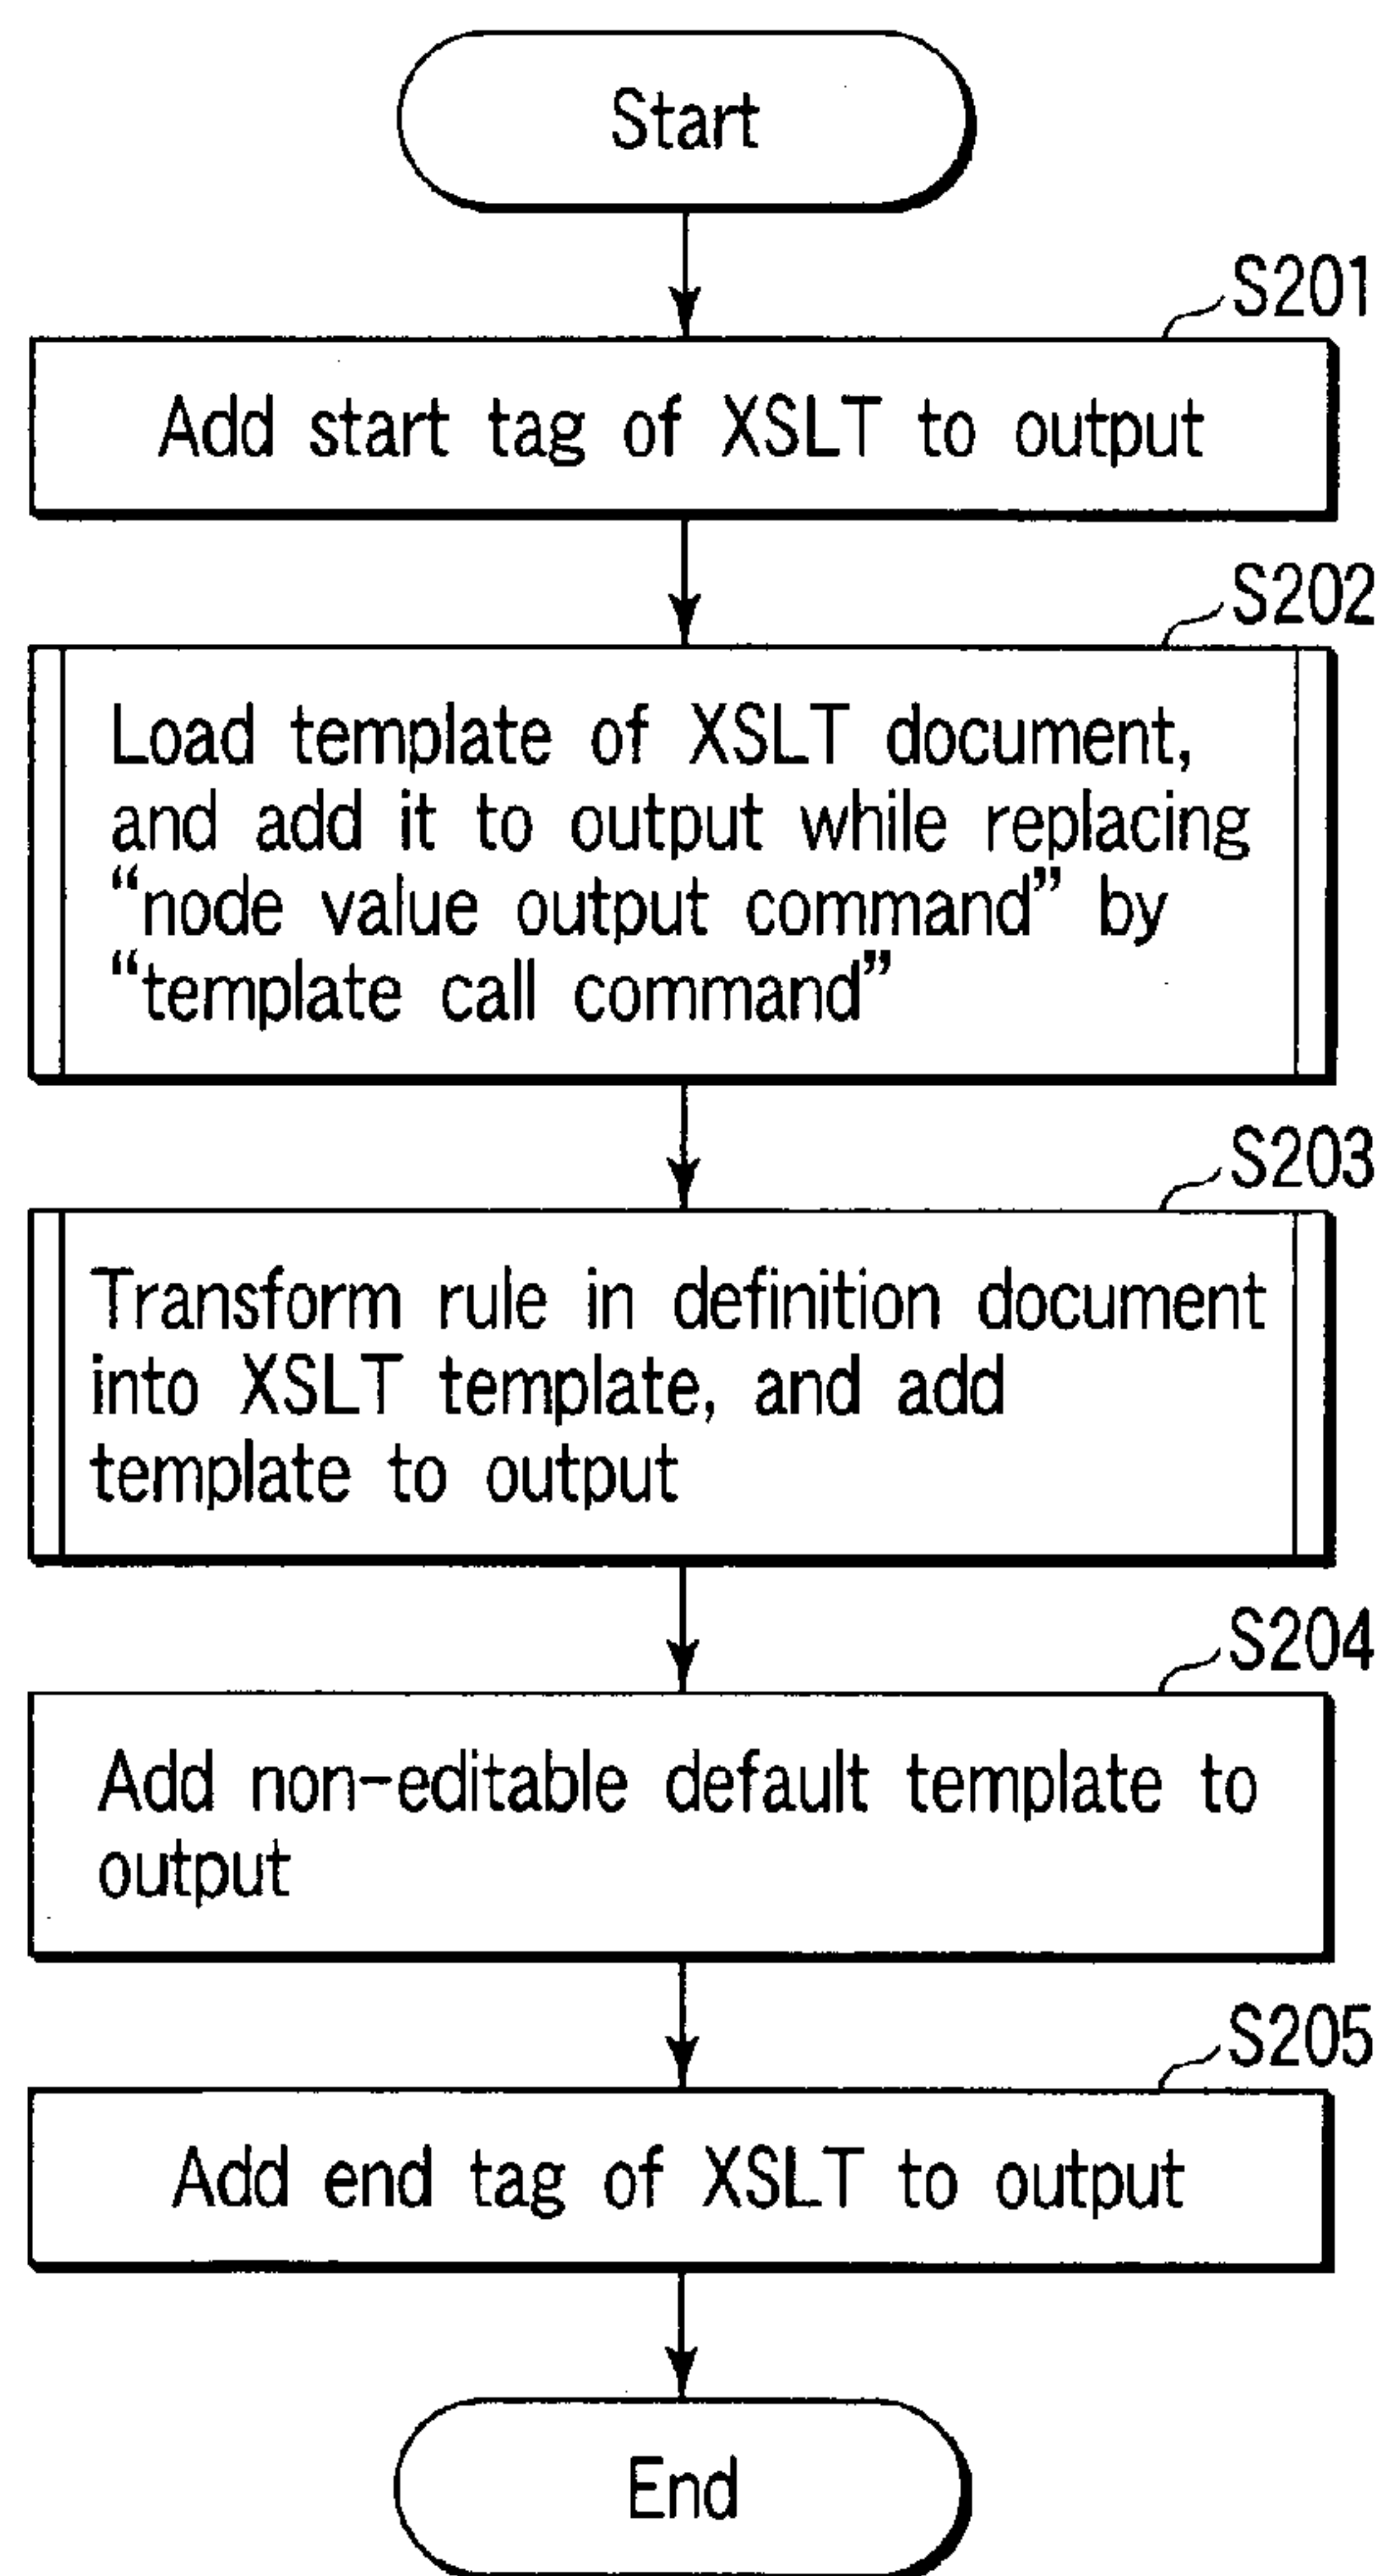 Start
S201
Add start tag of XSLT to output
S202
Load template of XSLT document,
and add it to output while replacing
“node value output command” by
“template call command”
S203
Transform rule in definition document
into XSLT template, and add
template to output
S204
Add non-editable default template to
output
S205
Add end tag of XSLT to output
End